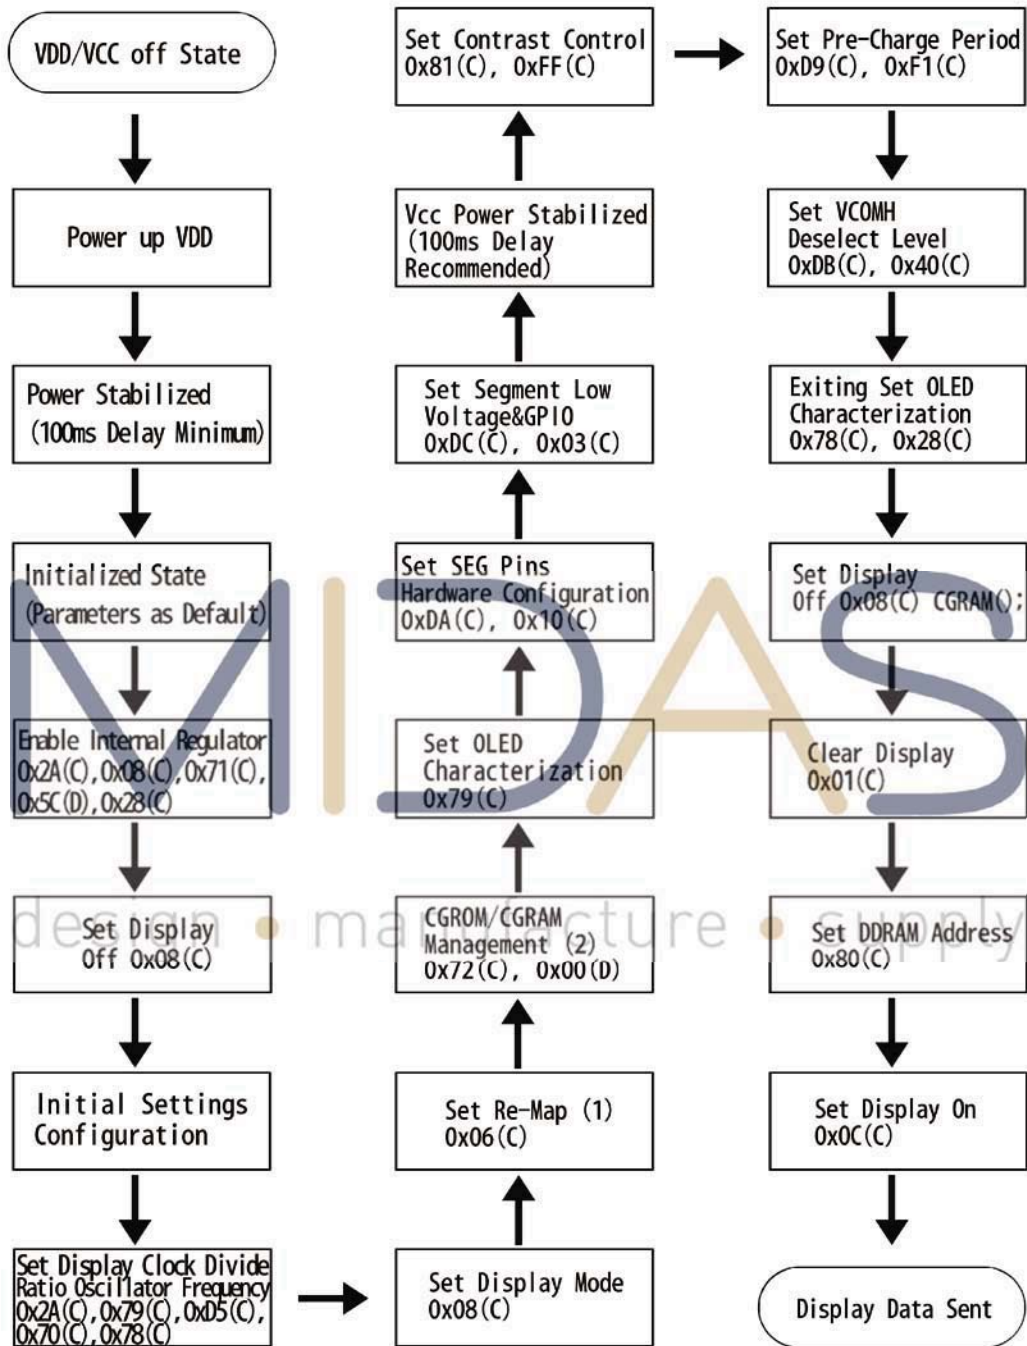 VDD/VCC off State
Power up VDD
Power Stabilized
(100ms Delay Minimum)
Initialized State
(Parameters as Default)
Enable Internal Regulator
0x2A(C),0x08(C),0x71(C),
0x5C(D),0x28(C)
Set Display
Off 0x08(C)
Initial Settings
Configuration
Set Display Clock Divide
Ratio Oscillator Frequency
0x2A(C),0x79(C),0xD5(C),
0x70(C),0x78(C)
Set Display Mode
0x08(C)
Set Re-Map (1)
0x06(C)
CGROM/CGRAM
Management (2)
0x72(C), 0x00(D)
Set OLED
Characterization
0x79(C)
Set SEG Pins
Hardware Configuration
0xDA(C), 0x10(C)
Set Segment Low
Voltage&GPIO
0xDC(C), 0x03(C)
Vcc Power Stabilized
(100ms Delay
Recommended)
Set Contrast Control
0x81(C), 0xFF(C)
Set Pre-Charge Period
0xD9(C), 0xF1(C)
Set VCOMH
Deselect Level
0xDB(C), 0x40(C)
Exiting Set OLED
Characterization
0x78(C), 0x28(C)
Set Display
Off 0x08(C) CGRAM();
Clear Display
0x01(C)
Set DDRAM Address
0x80(C)
Set Display On
0x0C(C)
Display Data Sent
MIDAS
design • manufacture • supply